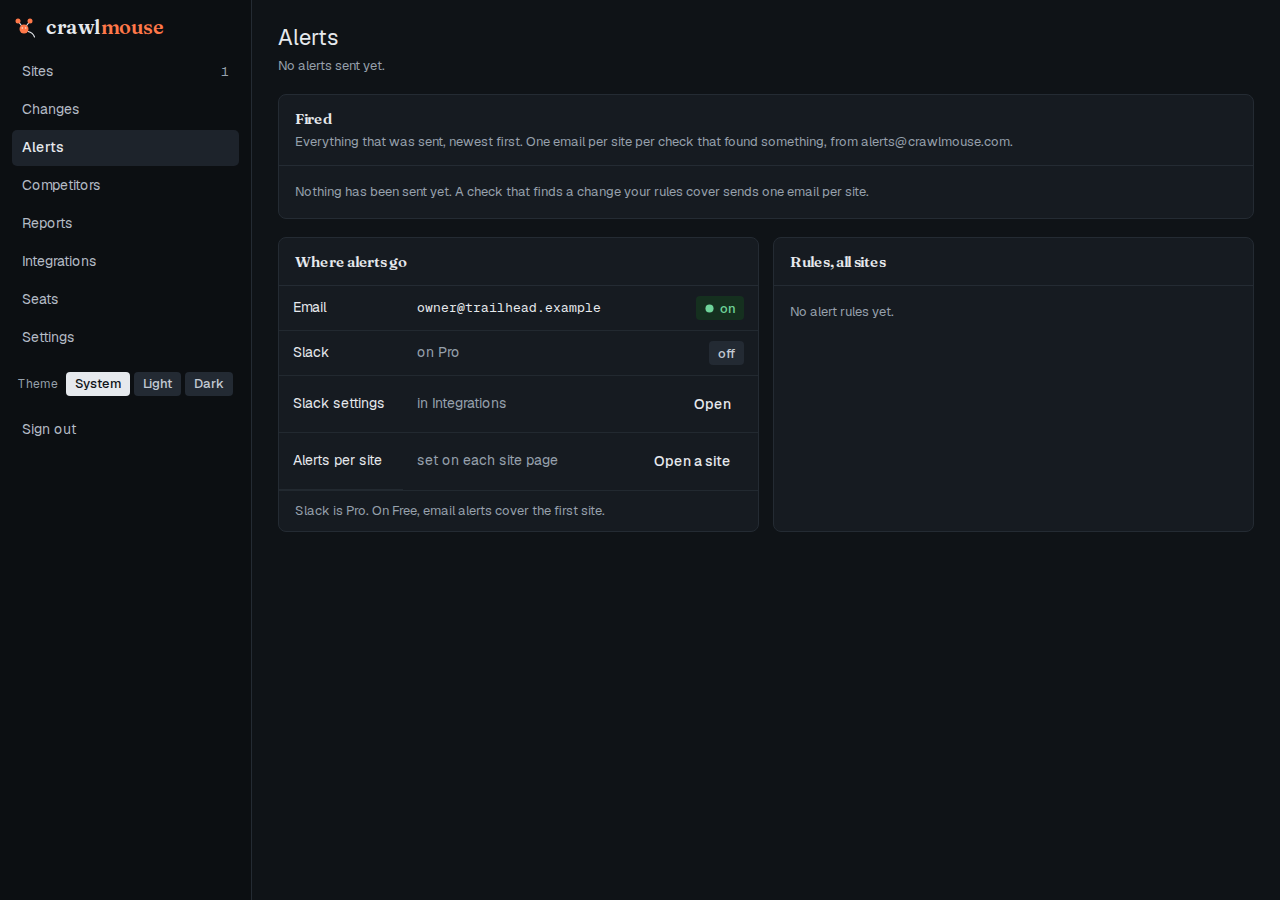 crawlmouse
Sites 1
Changes
Alerts
Competitors
Reports
Integrations
Seats
Settings
Theme System Light Dark
Sign out
Alerts
No alerts sent yet.
Fired
Everything that was sent, newest first. One email per site per check that found something, from alerts@crawlmouse.com.
Nothing has been sent yet. A check that finds a change your rules cover sends one email per site.
Where alerts go
Email owner@trailhead.example on
Slack on Pro off
Slack settings in Integrations Open
Alerts per site set on each site page Open a site
Slack is Pro. On Free, email alerts cover the first site.
Rules, all sites
No alert rules yet.